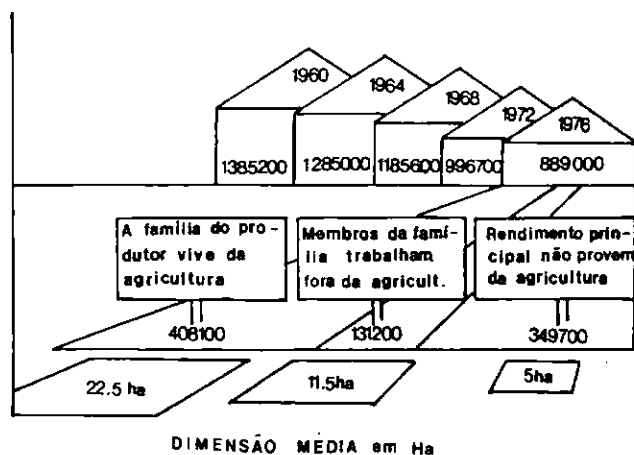 1960
1964
1968
1972
1976
1385200
1285000
1185600
996700
889000
A família do pro-
dutor vive da
agricultura
Membros da famí-
lia trabalham
fora da agricult.
Rendimento prin-
cipal não provem
da agricultura
408100
131200
349700
22.5 ha
11.5ha
5ha
DIMENSÃO MÉDIA em Ha